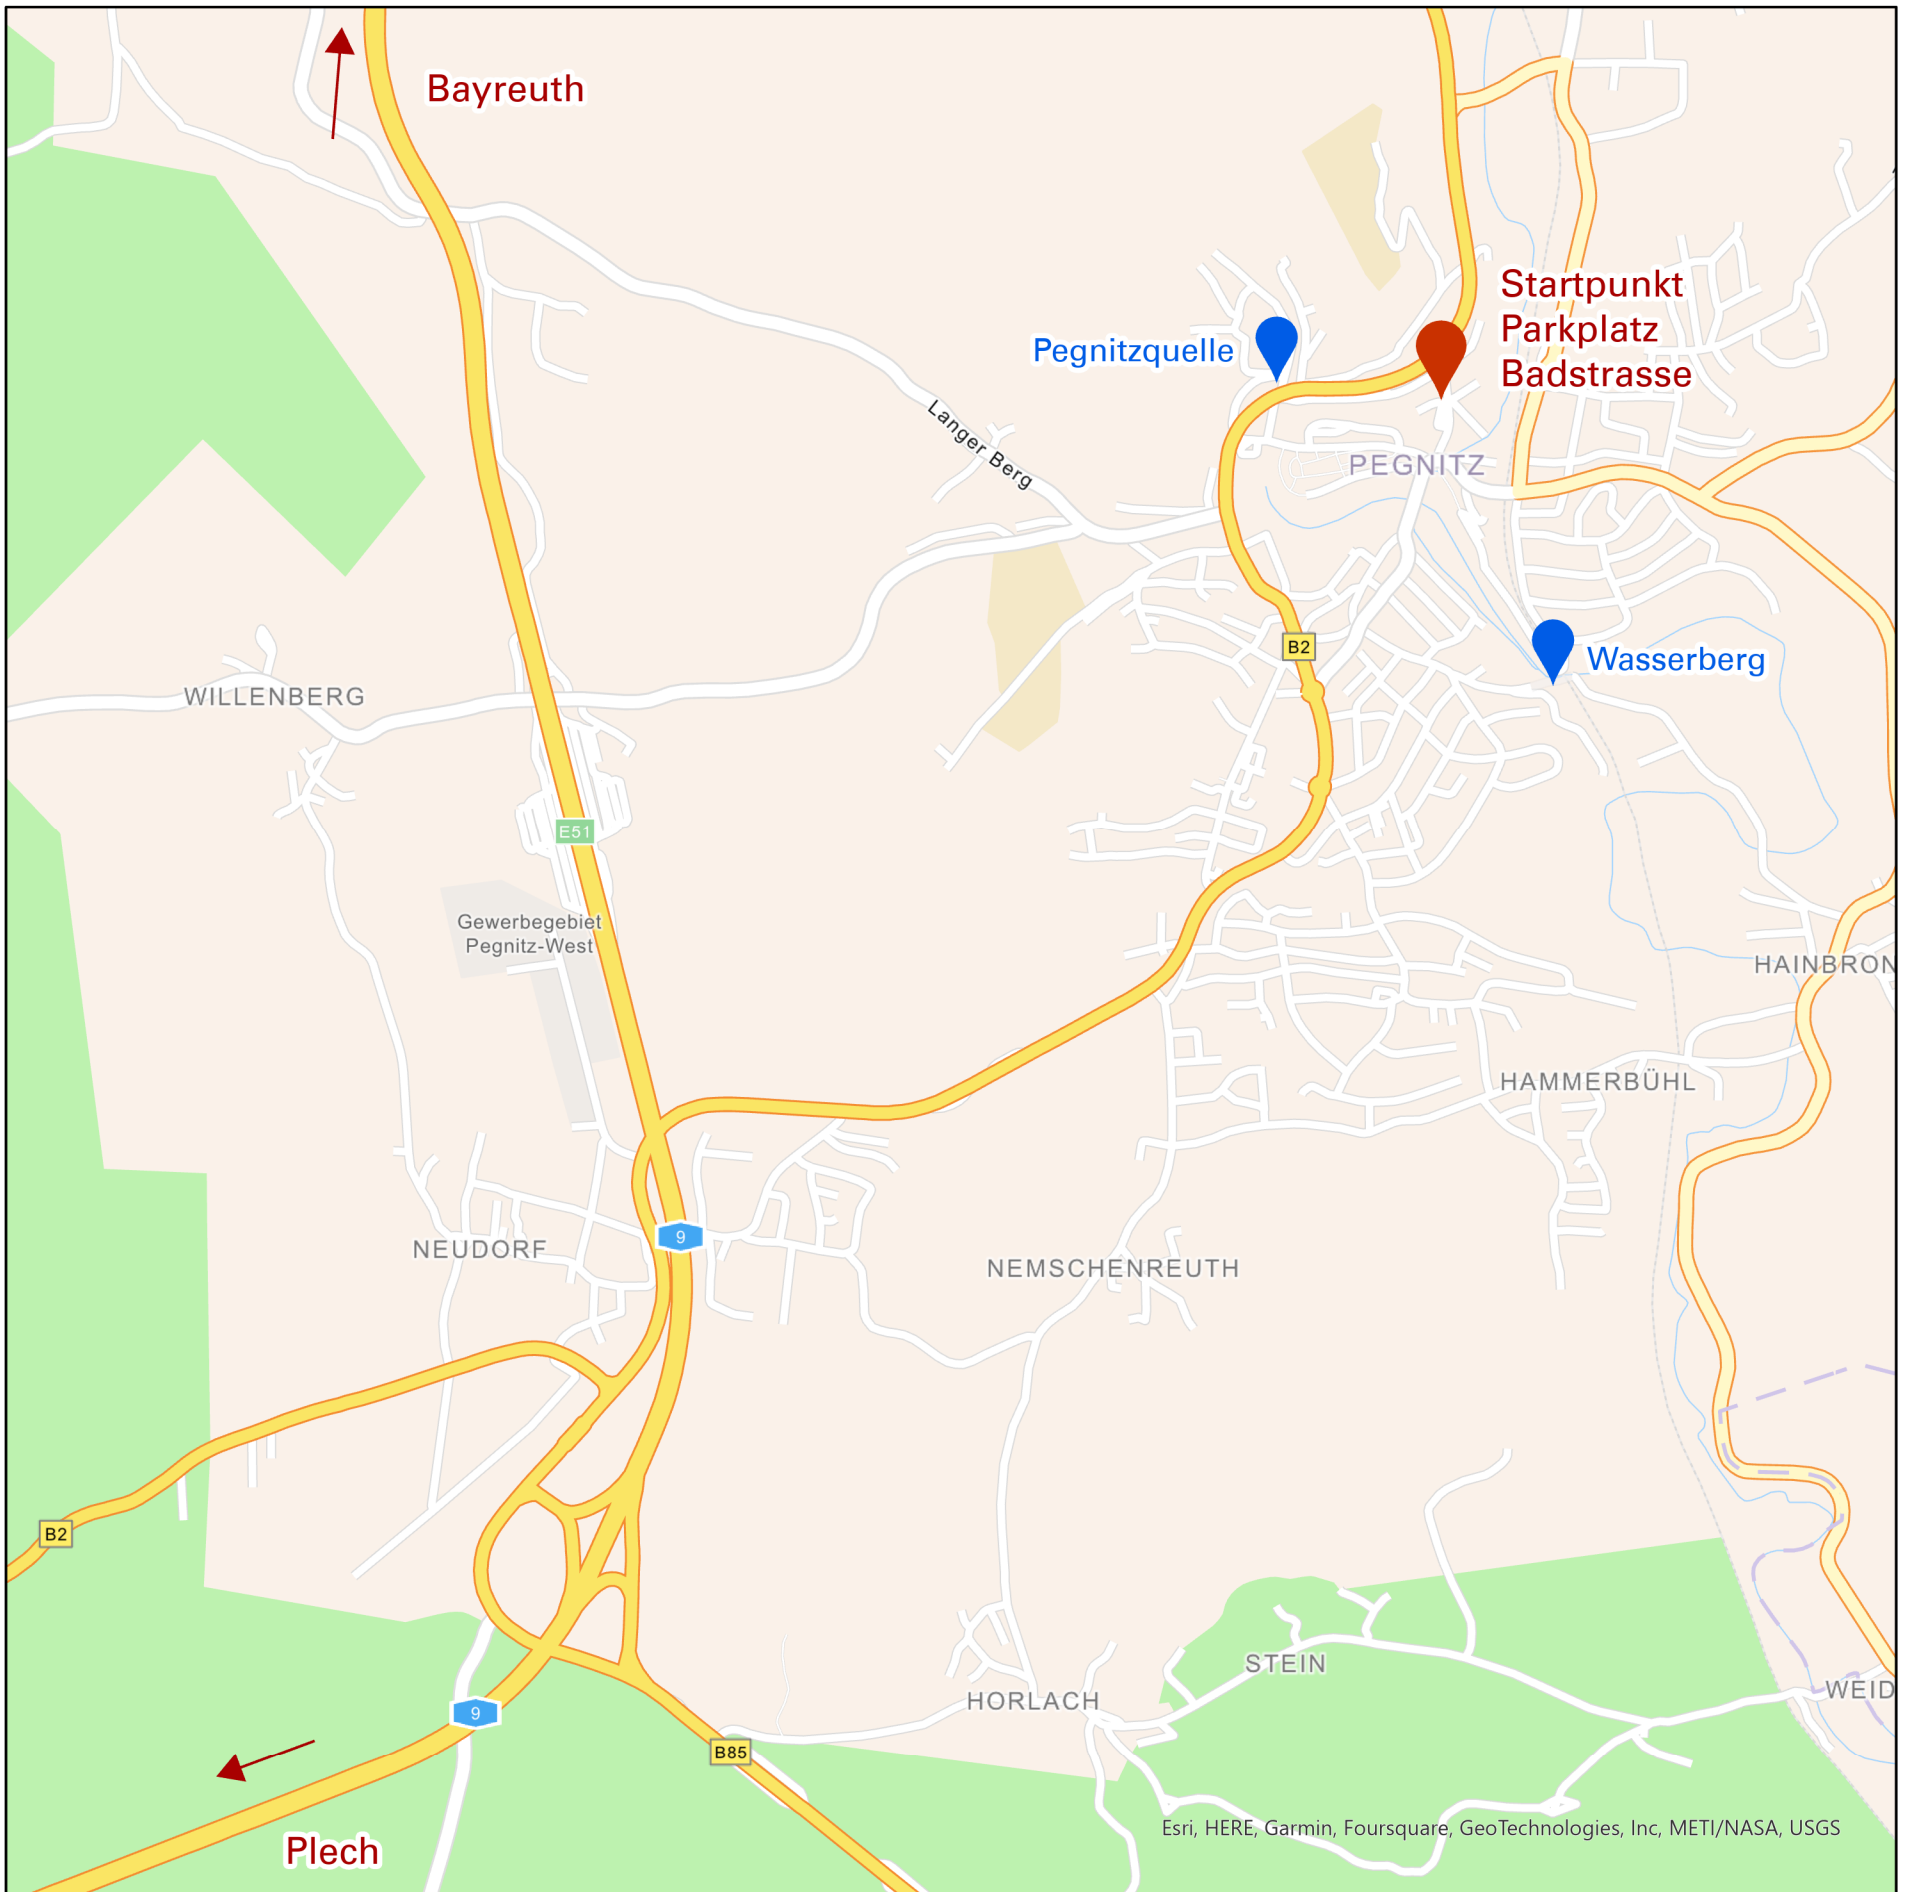 Bayreuth
Startpunkt
Parkplatz
Badstrasse
Pegnitzquelle
Langer Berg
PEGNITZ
B2
Wasserberg
WILLENBERG
E51
Gewerbegebiet
Pegnitz-West
HAINBRON
HAMMERBÜHL
9
NEUDORF
NEMSCHENREUTH
B2
STEIN
WEID
HORLACH
9
B85
Esri, HERE, Garmin, Foursquare, GeoTechnologies, Inc, METI/NASA, USGS
Plech